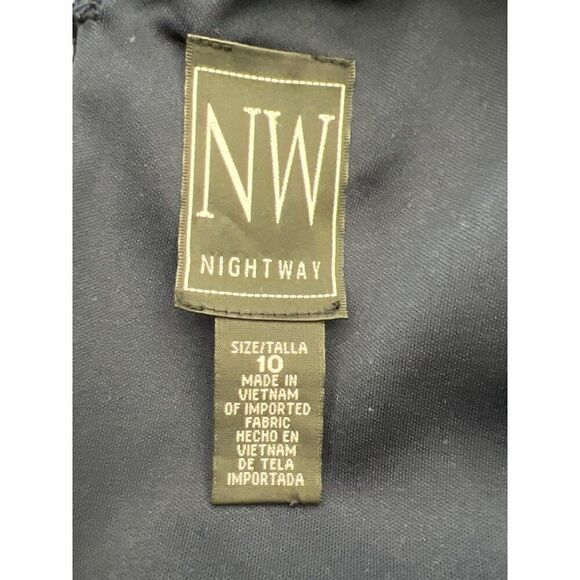 NW
NIGHTWAY
SIZE/TALLA
10
MADE IN
VIETNAM
OF IMPORTED
FABRIC
HECHO EN
VIETNAM
DE TELA
IMPORTADA